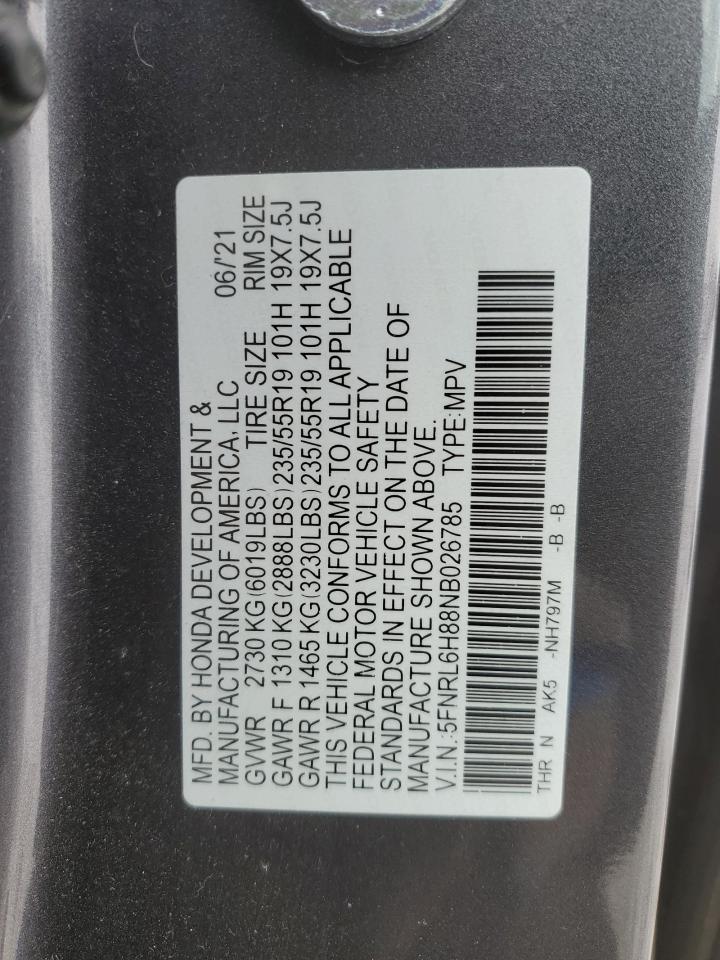 MFD. BY HONDA DEVELOPMENT &
MANUFACTURING OF AMERICA, LLC 06/'21
GVWR 2730 KG(6019LBS) TIRE SIZE RIM SIZE
GAWR F 1310 KG(2888LBS)235/55R19 101H 19X7.5J
GAWR R 1465 KG(3230LBS)235/55R19 101H 19X7.5J
THIS VEHICLE CONFORMS TO ALL APPLICABLE
FEDERAL MOTOR VEHICLE SAFETY
STANDARDS IN EFFECT ON THE DATE OF
MANUFACTURE SHOWN ABOVE.
V.I.N.:5FNRL6H88NB026785 TYPE:MPV
THR N AK5 -NH797M -B -B